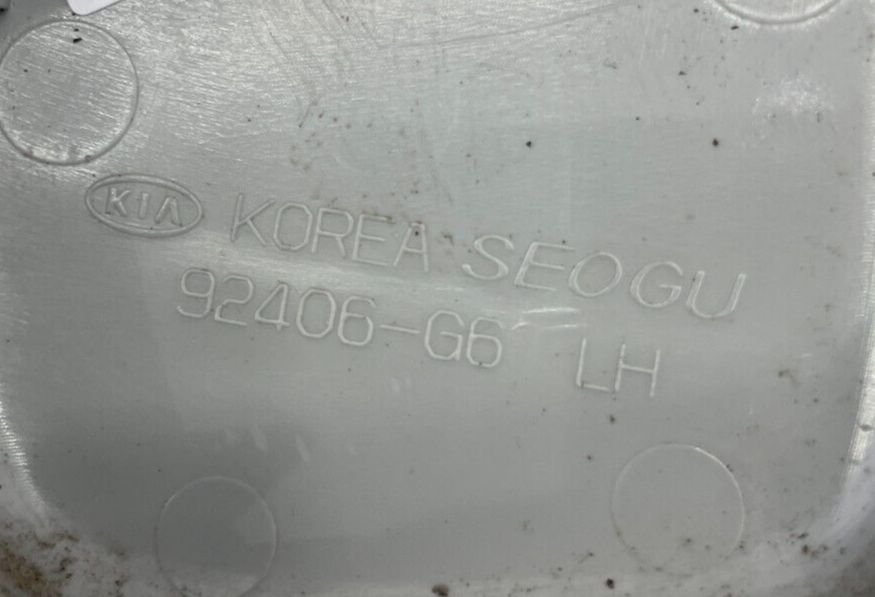 KIA KOREA SEOGU
92406-G6 LH